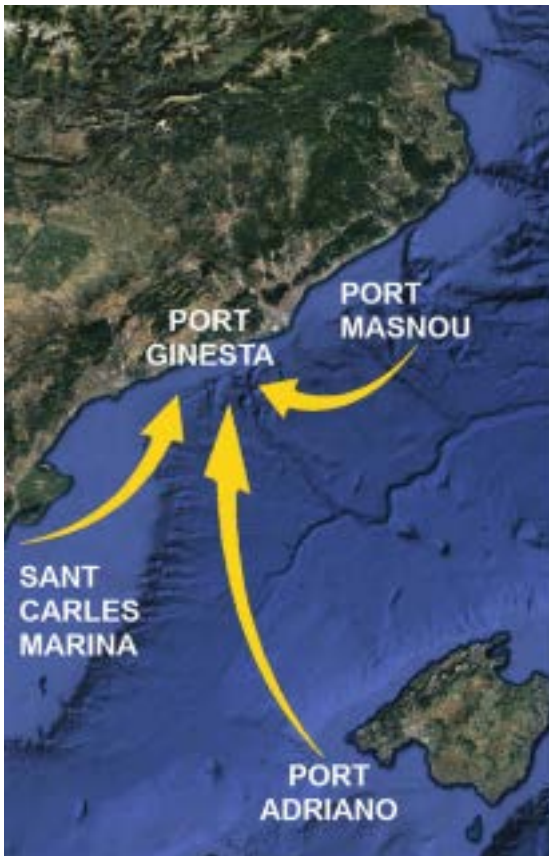 PORT
MASNOU
PORT
GINESTA
SANT
CARLES
MARINA
PORT
ADRIANO